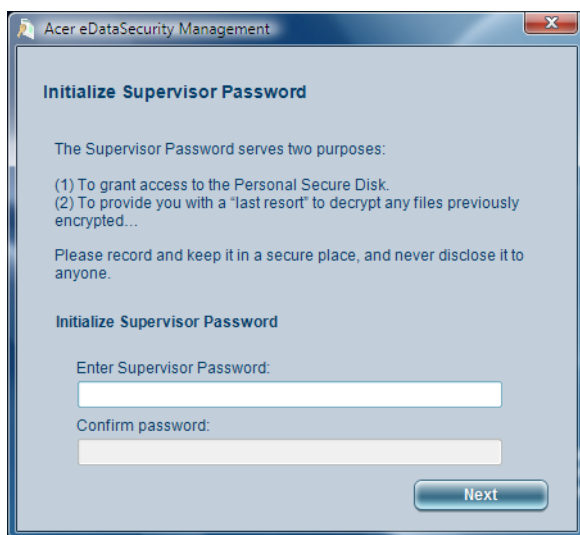 Acer eDataSecurity Management
Initialize Supervisor Password
The Supervisor Password serves two purposes:
(1) To grant access to the Personal Secure Disk.
(2) To provide you with a “last resort” to decrypt any files previously
encrypted...
Please record and keep it in a secure place, and never disclose it to
anyone.
Initialize Supervisor Password
Enter Supervisor Password:
Confirm password:
Next